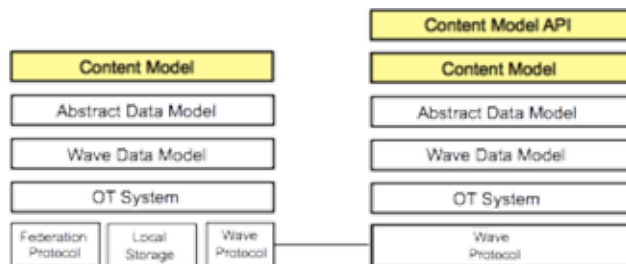 Content Model API
Content Model
Content Model
Abstract Data Model
Abstract Data Model
Wave Data Model
Wave Data Model
OT System
OT System
Federation
Protocol
Local
Storage
Wave
Protocol
Wave
Protocol